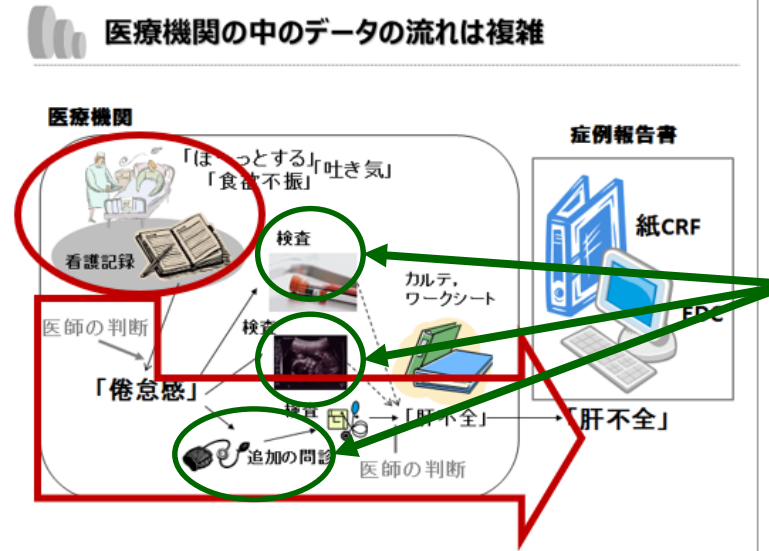 医療機関の中のデータの流れは複雑
医療機関
症例報告書
「ぼーっとする」「吐き気」
「食欲不振」
看護記録
検査
紙CRF
カルテ,
ワークシート
EDC
医師の判断
検査
「倦怠感」
検査
「肝不全」
「肝不全」
追加の問診
医師の判断